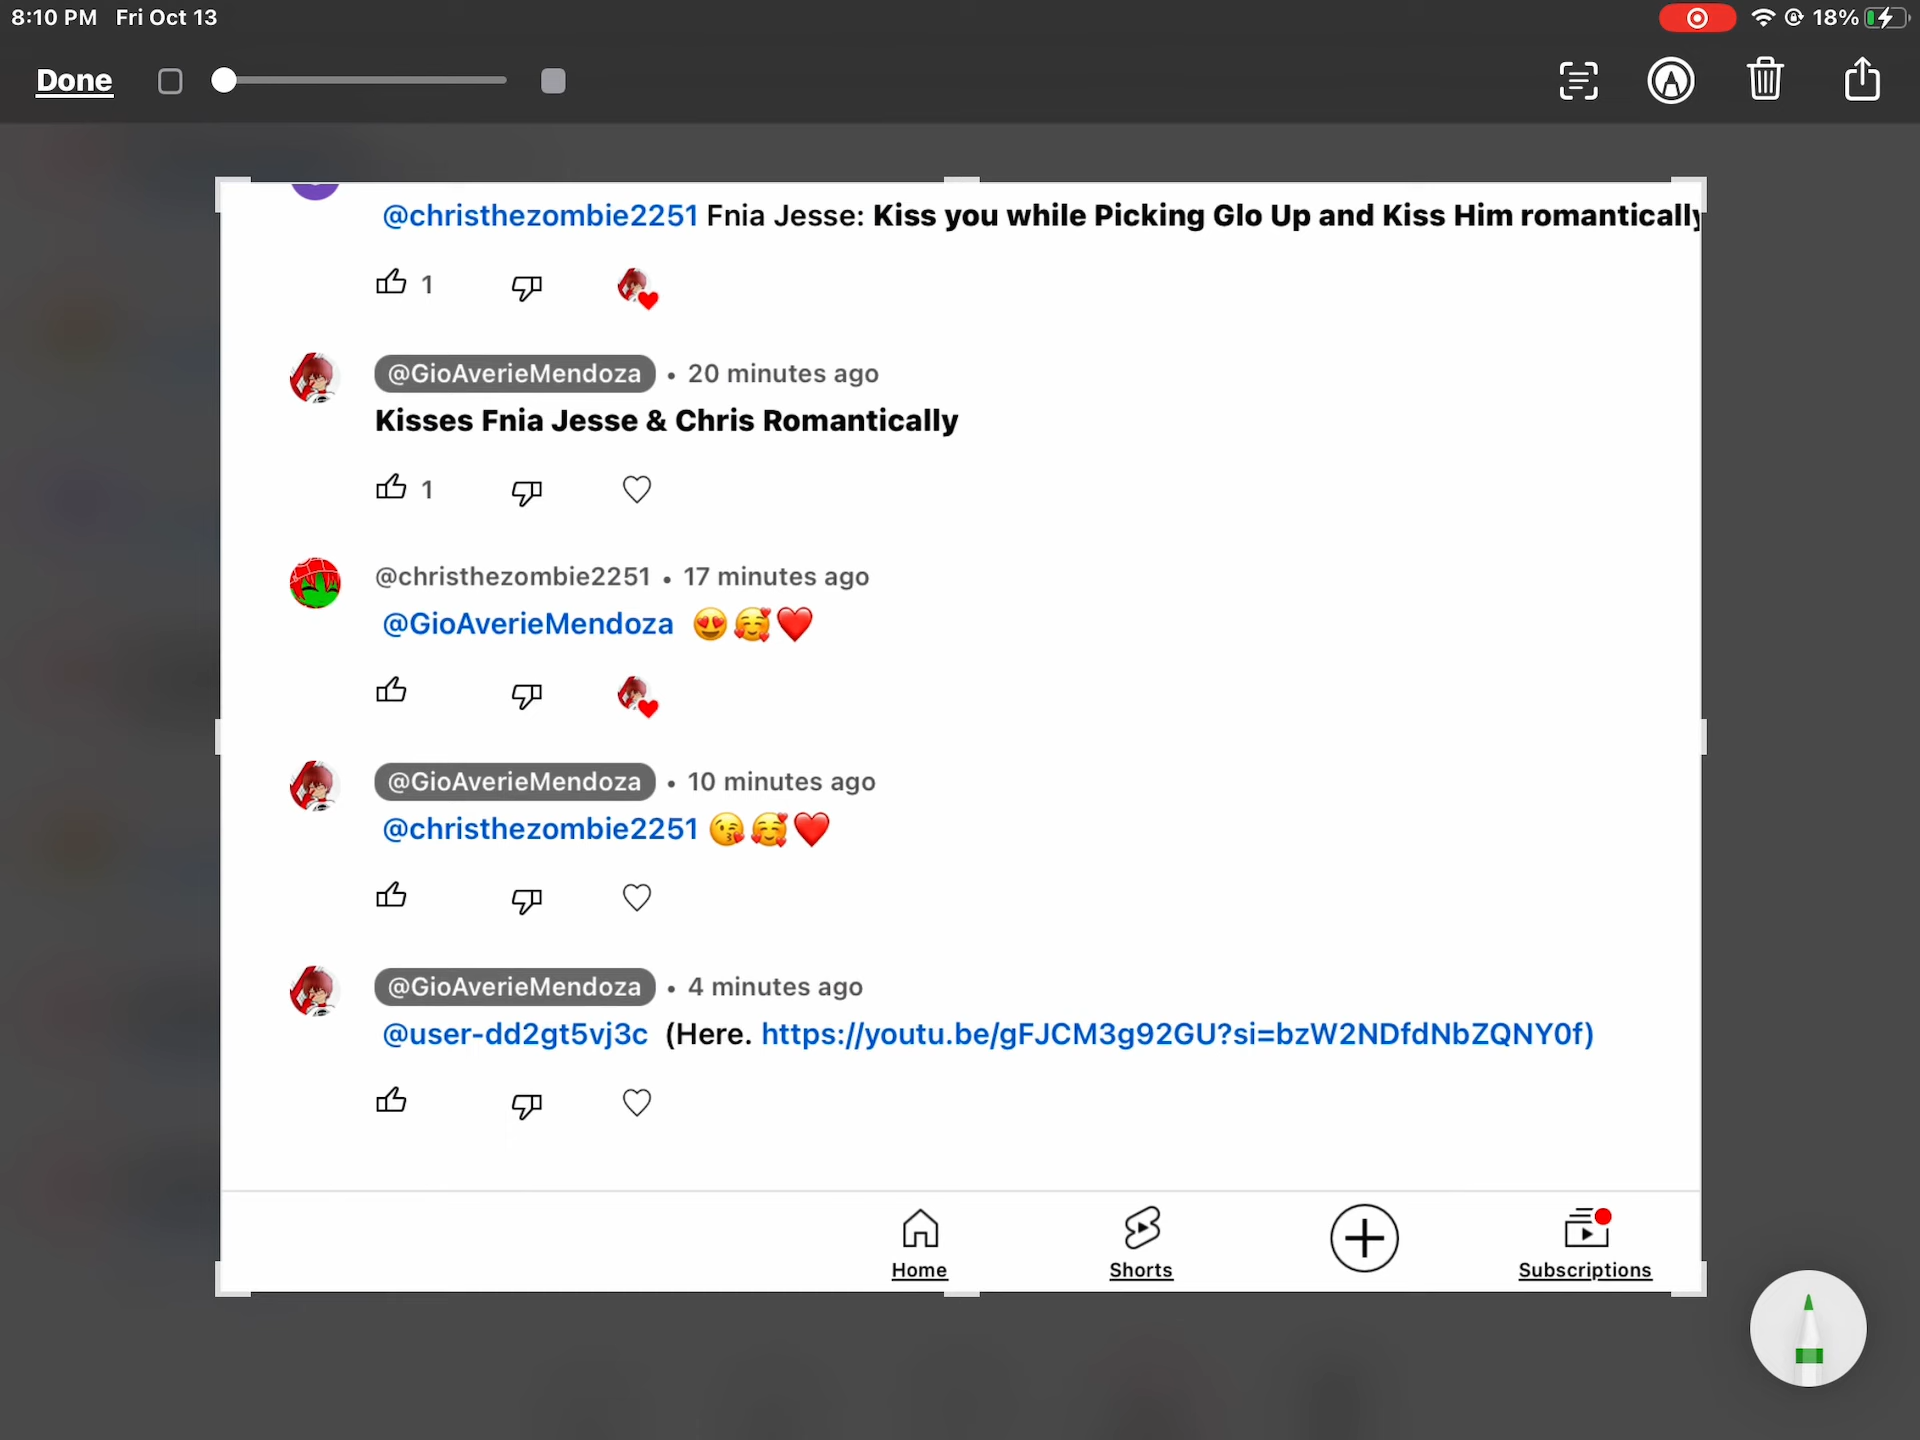 8:10 PM Fri Oct 13
18%
Done
@christhezombie2251 Fnia Jesse: Kiss you while Picking Glo Up and Kiss Him romantically
1
@GioAverieMendoza • 20 minutes ago
Kisses Fnia Jesse & Chris Romantically
1
@christhezombie2251 • 17 minutes ago
@GioAverieMendoza 😍🥰❤️
@GioAverieMendoza • 10 minutes ago
@christhezombie2251 😘🥰❤️
@GioAverieMendoza • 4 minutes ago
@user-dd2gt5vj3c (Here. https://youtu.be/gFJCM3g92GU?si=bzW2NDfdNbZQNY0f)
Home
Shorts
Subscriptions